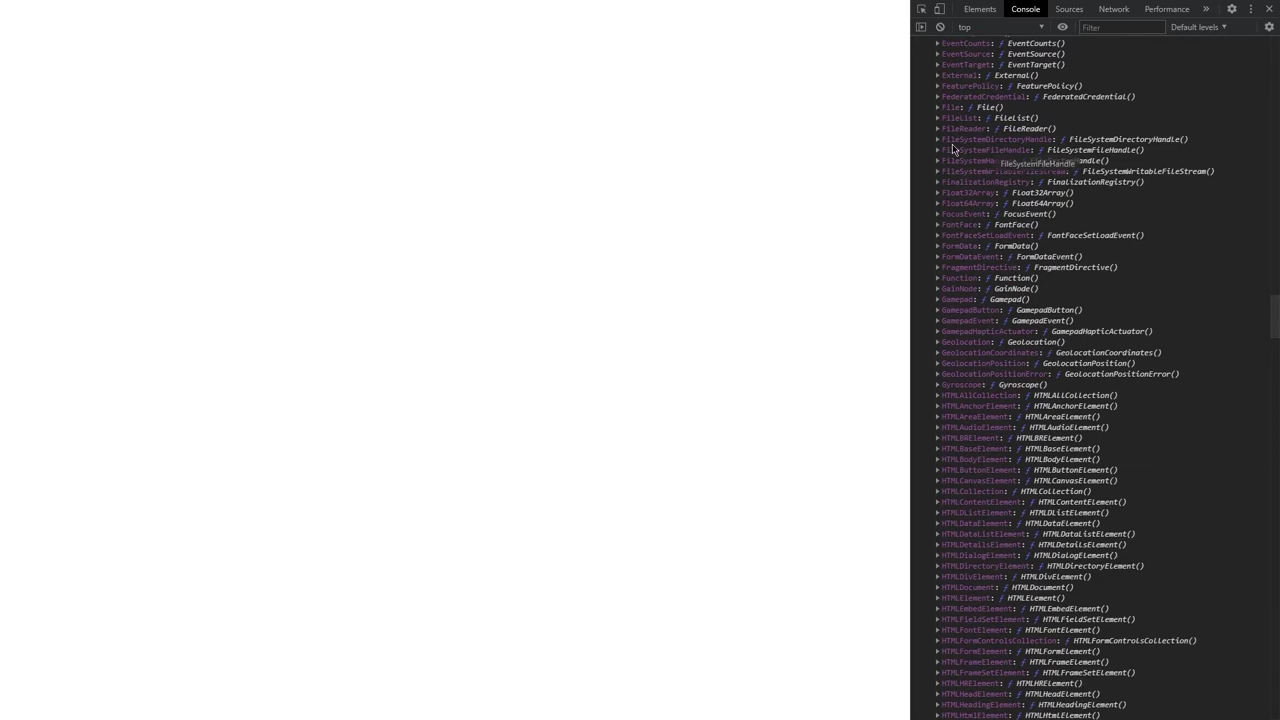 Elements Console Sources Network Performance »
top Filter Default levels
EventCounts: ƒ EventCounts()
EventSource: ƒ EventSource()
EventTarget: ƒ EventTarget()
External: ƒ External()
FeaturePolicy: ƒ FeaturePolicy()
FederatedCredential: ƒ FederatedCredential()
File: ƒ File()
FileList: ƒ FileList()
FileReader: ƒ FileReader()
FileSystemDirectoryHandle: ƒ FileSystemDirectoryHandle()
FileSystemFileHandle: ƒ FileSystemFileHandle()
FileSystemHandle()
FileSystemFileHandle
FileSystemWritableFileStream: ƒ FileSystemWritableFileStream()
FinalizationRegistry: ƒ FinalizationRegistry()
Float32Array: ƒ Float32Array()
Float64Array: ƒ Float64Array()
FocusEvent: ƒ FocusEvent()
FontFace: ƒ FontFace()
FontFaceSetLoadEvent: ƒ FontFaceSetLoadEvent()
FormData: ƒ FormData()
FormDataEvent: ƒ FormDataEvent()
FragmentDirective: ƒ FragmentDirective()
Function: ƒ Function()
GainNode: ƒ GainNode()
Gamepad: ƒ Gamepad()
GamepadButton: ƒ GamepadButton()
GamepadEvent: ƒ GamepadEvent()
GamepadHapticActuator: ƒ GamepadHapticActuator()
Geolocation: ƒ Geolocation()
GeolocationCoordinates: ƒ GeolocationCoordinates()
GeolocationPosition: ƒ GeolocationPosition()
GeolocationPositionError: ƒ GeolocationPositionError()
Gyroscope: ƒ Gyroscope()
HTMLAllCollection: ƒ HTMLAllCollection()
HTMLAnchorElement: ƒ HTMLAnchorElement()
HTMLAreaElement: ƒ HTMLAreaElement()
HTMLAudioElement: ƒ HTMLAudioElement()
HTMLBRElement: ƒ HTMLBRElement()
HTMLBaseElement: ƒ HTMLBaseElement()
HTMLBodyElement: ƒ HTMLBodyElement()
HTMLButtonElement: ƒ HTMLButtonElement()
HTMLCanvasElement: ƒ HTMLCanvasElement()
HTMLCollection: ƒ HTMLCollection()
HTMLContentElement: ƒ HTMLContentElement()
HTMLDListElement: ƒ HTMLDListElement()
HTMLDataElement: ƒ HTMLDataElement()
HTMLDataListElement: ƒ HTMLDataListElement()
HTMLDetailsElement: ƒ HTMLDetailsElement()
HTMLDialogElement: ƒ HTMLDialogElement()
HTMLDirectoryElement: ƒ HTMLDirectoryElement()
HTMLDivElement: ƒ HTMLDivElement()
HTMLDocument: ƒ HTMLDocument()
HTMLElement: ƒ HTMLElement()
HTMLEmbedElement: ƒ HTMLEmbedElement()
HTMLFieldSetElement: ƒ HTMLFieldSetElement()
HTMLFontElement: ƒ HTMLFontElement()
HTMLFormControlsCollection: ƒ HTMLFormControlsCollection()
HTMLFormElement: ƒ HTMLFormElement()
HTMLFrameElement: ƒ HTMLFrameElement()
HTMLFrameSetElement: ƒ HTMLFrameSetElement()
HTMLHRElement: ƒ HTMLHRElement()
HTMLHeadElement: ƒ HTMLHeadElement()
HTMLHeadingElement: ƒ HTMLHeadingElement()
HTMLHtmlElement: ƒ HTMLHtmlElement()